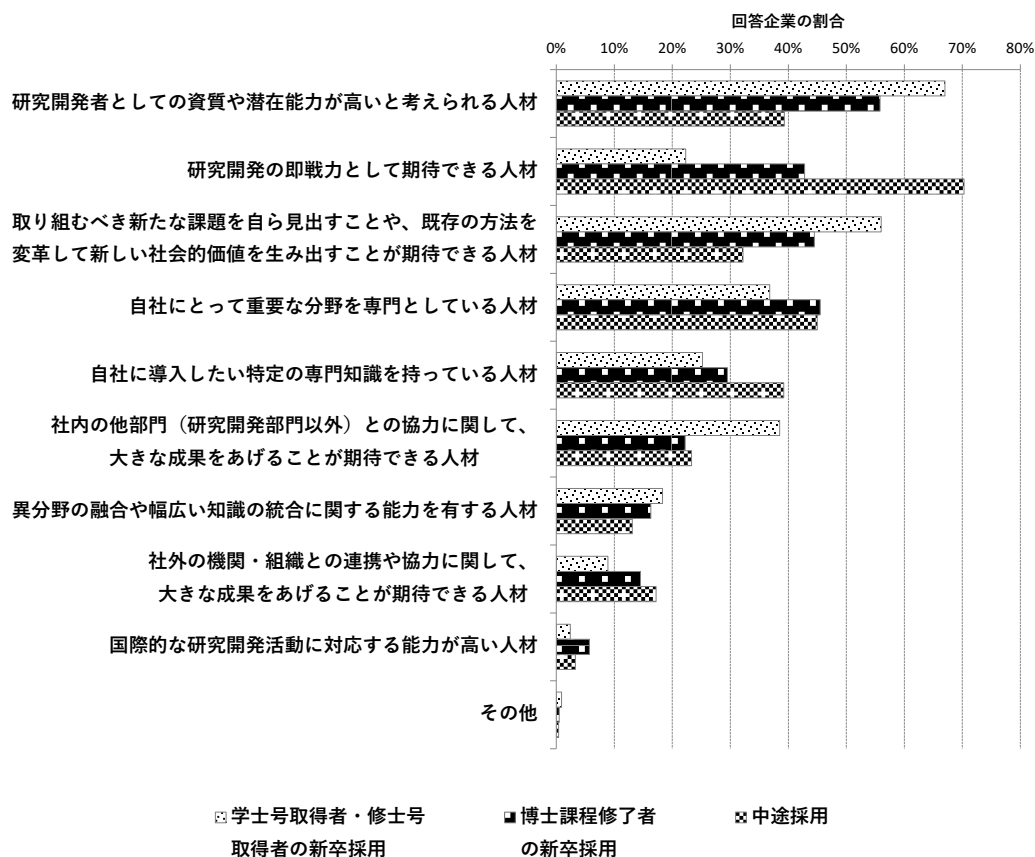 回答企業の割合
0% 10% 20% 30% 40% 50% 60% 70% 80%
研究開発者としての資質や潜在能力が高いと考えられる人材
研究開発の即戦力として期待できる人材
取り組むべき新たな課題を自ら見出すことや、既存の方法を
変革して新しい社会的価値を生み出すことが期待できる人材
自社にとって重要な分野を専門としている人材
自社に導入したい特定の専門知識を持っている人材
社内の他部門（研究開発部門以外）との協力に関して、
大きな成果をあげることが期待できる人材
異分野の融合や幅広い知識の統合に関する能力を有する人材
社外の機関・組織との連携や協力に関して、
大きな成果をあげることが期待できる人材
国際的な研究開発活動に対応する能力が高い人材
その他
学士号取得者・修士号
取得者の新卒採用
博士課程修了者
の新卒採用
中途採用